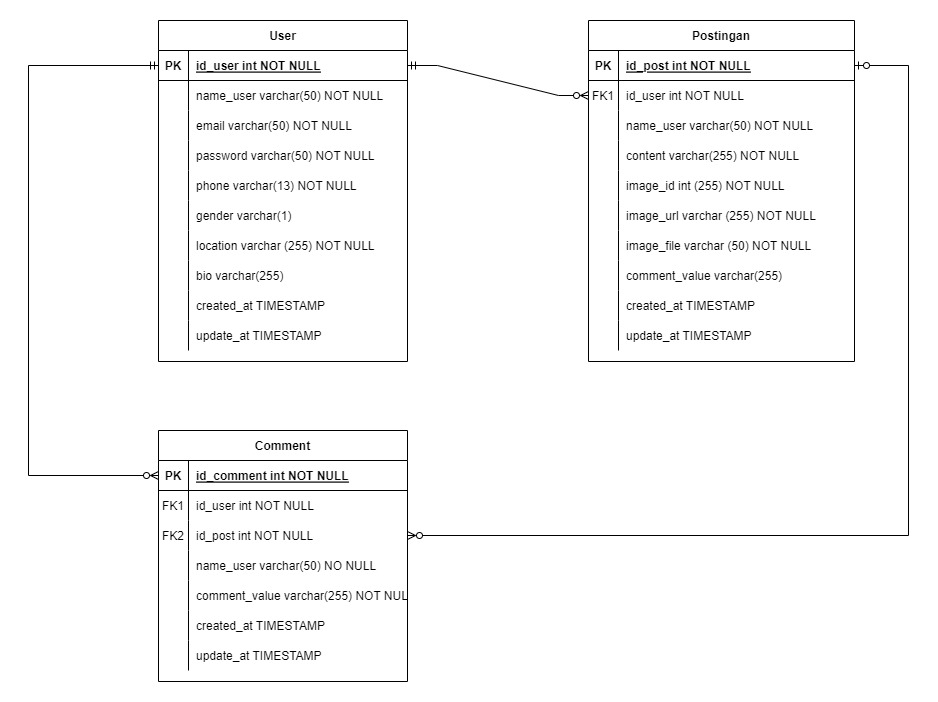 User
PK id_user int NOT NULL
name_user varchar(50) NOT NULL
email varchar(50) NOT NULL
password varchar(50) NOT NULL
phone varchar(13) NOT NULL
gender varchar(1)
location varchar (255) NOT NULL
bio varchar(255)
created_at TIMESTAMP
update_at TIMESTAMP
Postingan
PK id_post int NOT NULL
FK1 id_user int NOT NULL
name_user varchar(50) NOT NULL
content varchar(255) NOT NULL
image_id int (255) NOT NULL
image_url varchar (255) NOT NULL
image_file varchar (50) NOT NULL
comment_value varchar(255)
created_at TIMESTAMP
update_at TIMESTAMP
Comment
PK id_comment int NOT NULL
FK1 id_user int NOT NULL
FK2 id_post int NOT NULL
name_user varchar(50) NO NULL
comment_value varchar(255) NOT NUL
created_at TIMESTAMP
update_at TIMESTAMP